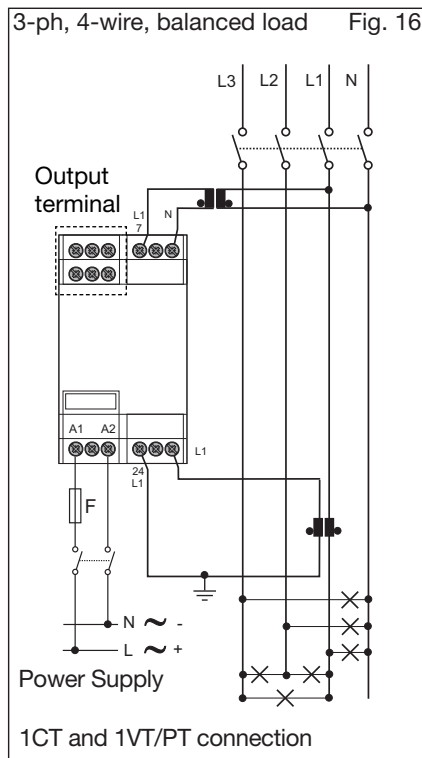 3-ph, 4-wire, balanced load Fig. 16
L3 L2 L1 N
Output
terminal
L1 N
7
A1 A2
L1
24
L1
F
N ~ -
L ~ +
Power Supply
1CT and 1VT/PT connection